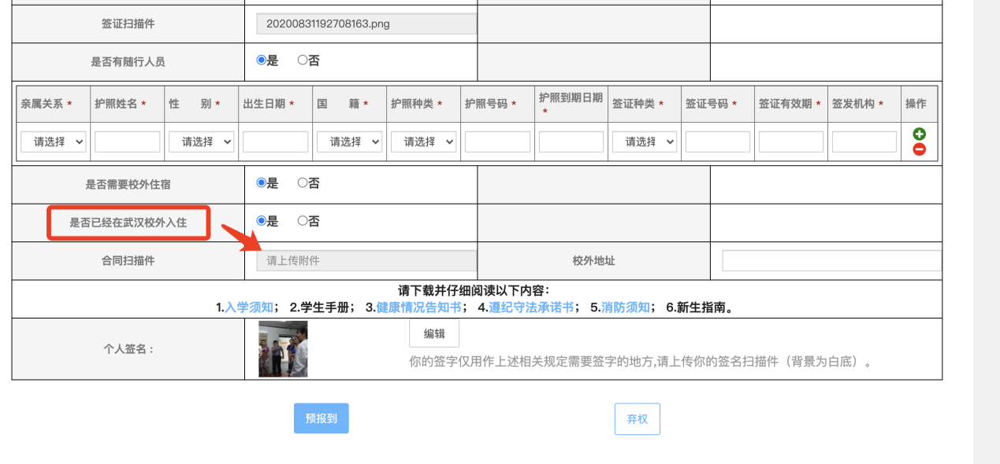 签证扫描件 20200831192708163.png
是否有随行人员 是 否
亲属关系 * 护照姓名 * 性 别 * 出生日期 * 国 籍 * 护照种类 * 护照号码 * 护照到期日期 * 签证种类 * 签证号码 * 签证有效期 * 签发机构 * 操作
请选择 请选择 请选择 请选择 请选择
是否需要校外住宿 是 否
是否已经在武汉校外入住 是 否
合同扫描件 请上传附件 校外地址
请下载并仔细阅读以下内容：
1.入学须知； 2.学生手册； 3.健康情况告知书； 4.遵纪守法承诺书； 5.消防须知； 6.新生指南。
编辑
个人签名：
你的签字仅用作上述相关规定需要签字的地方,请上传你的签名扫描件（背景为白底）。
预报到 弃权